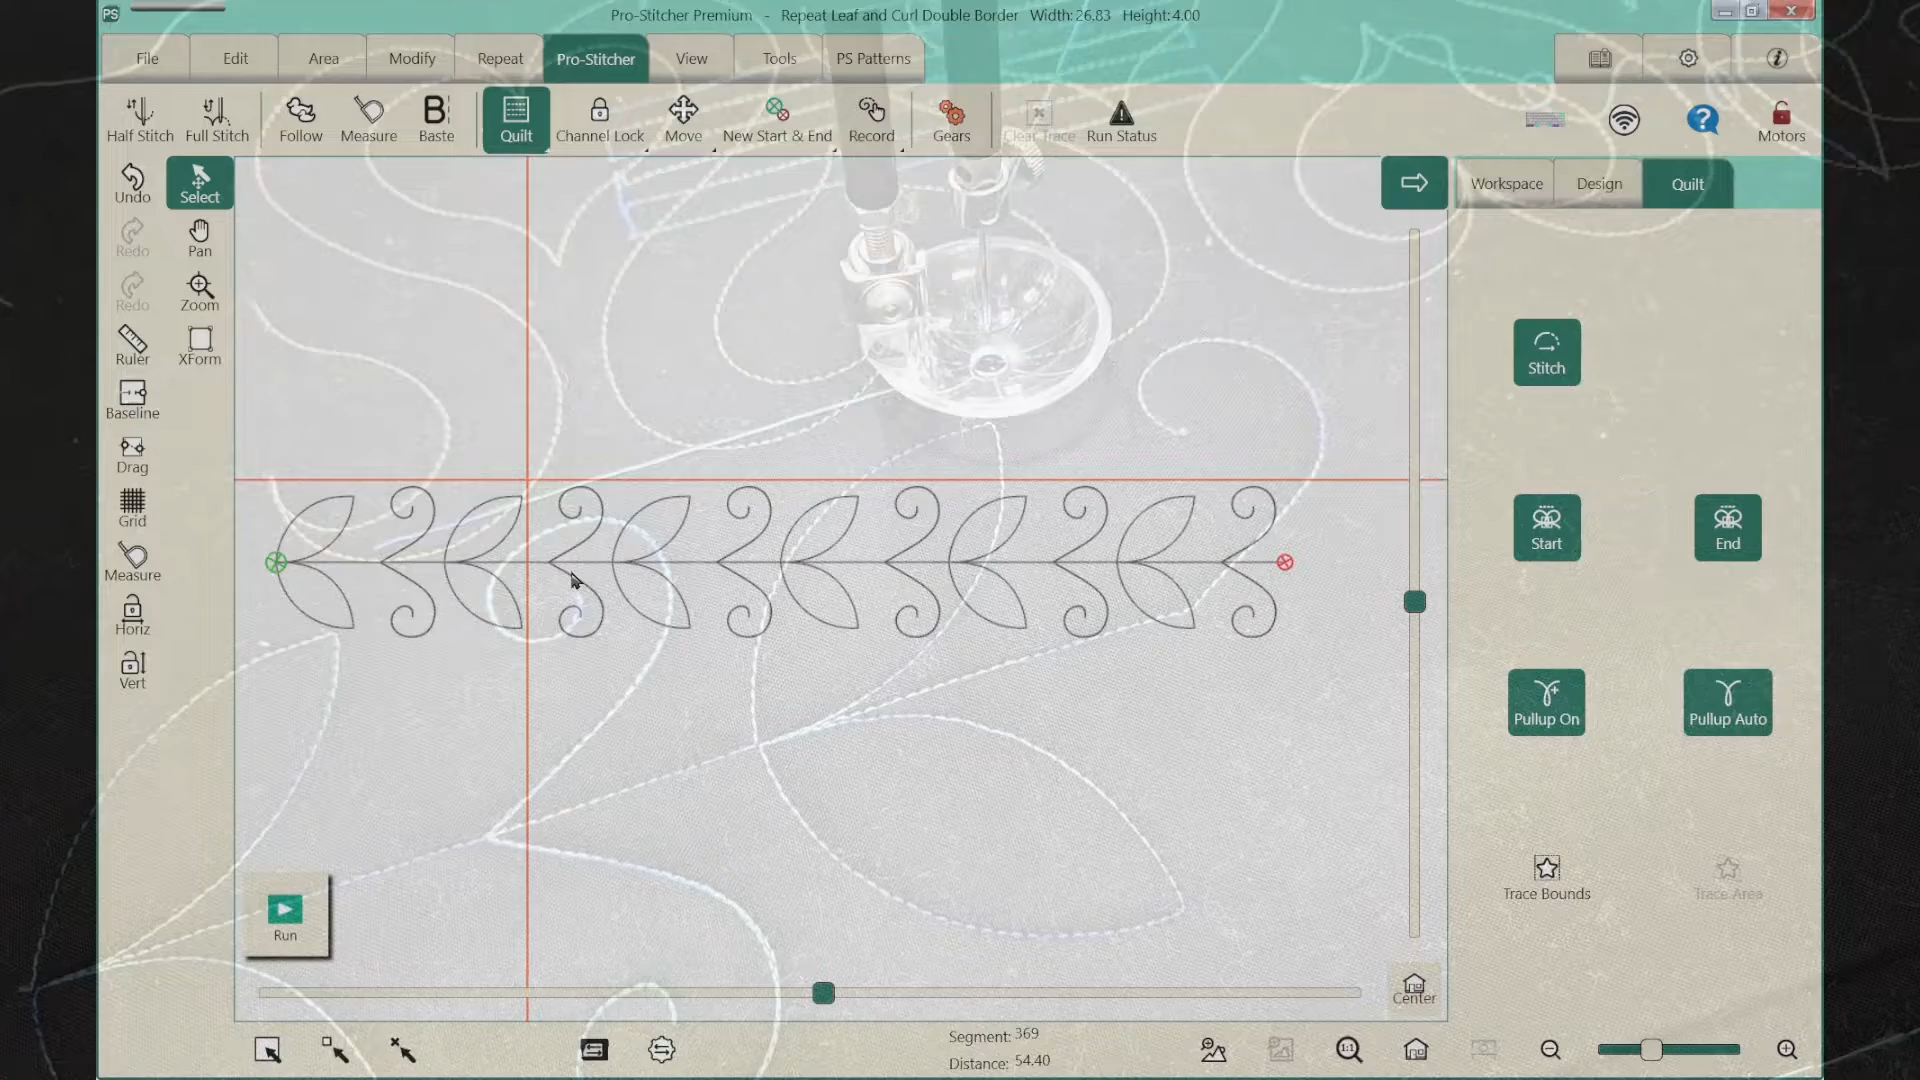 PS
Pro-Stitcher Premium - Repeat Leaf and Curl Double Border Width: 26.83 Height: 4.00
File Edit Area Modify Repeat Pro-Stitcher View Tools PS Patterns
Half Stitch Full Stitch Follow Measure Baste Quilt Channel Lock Move New Start & End Record Gears Clear Trace Run Status Motors
Undo Select
Workspace Design Quilt
Redo Pan
Redo Zoom
Ruler XForm
Stitch
Baseline
Drag
Grid
Start End
Measure
Horiz
Vert
Pullup On Pullup Auto
Trace Bounds Trace Area
Run
Center
Segment: 369
1:1
Distance: 54.40